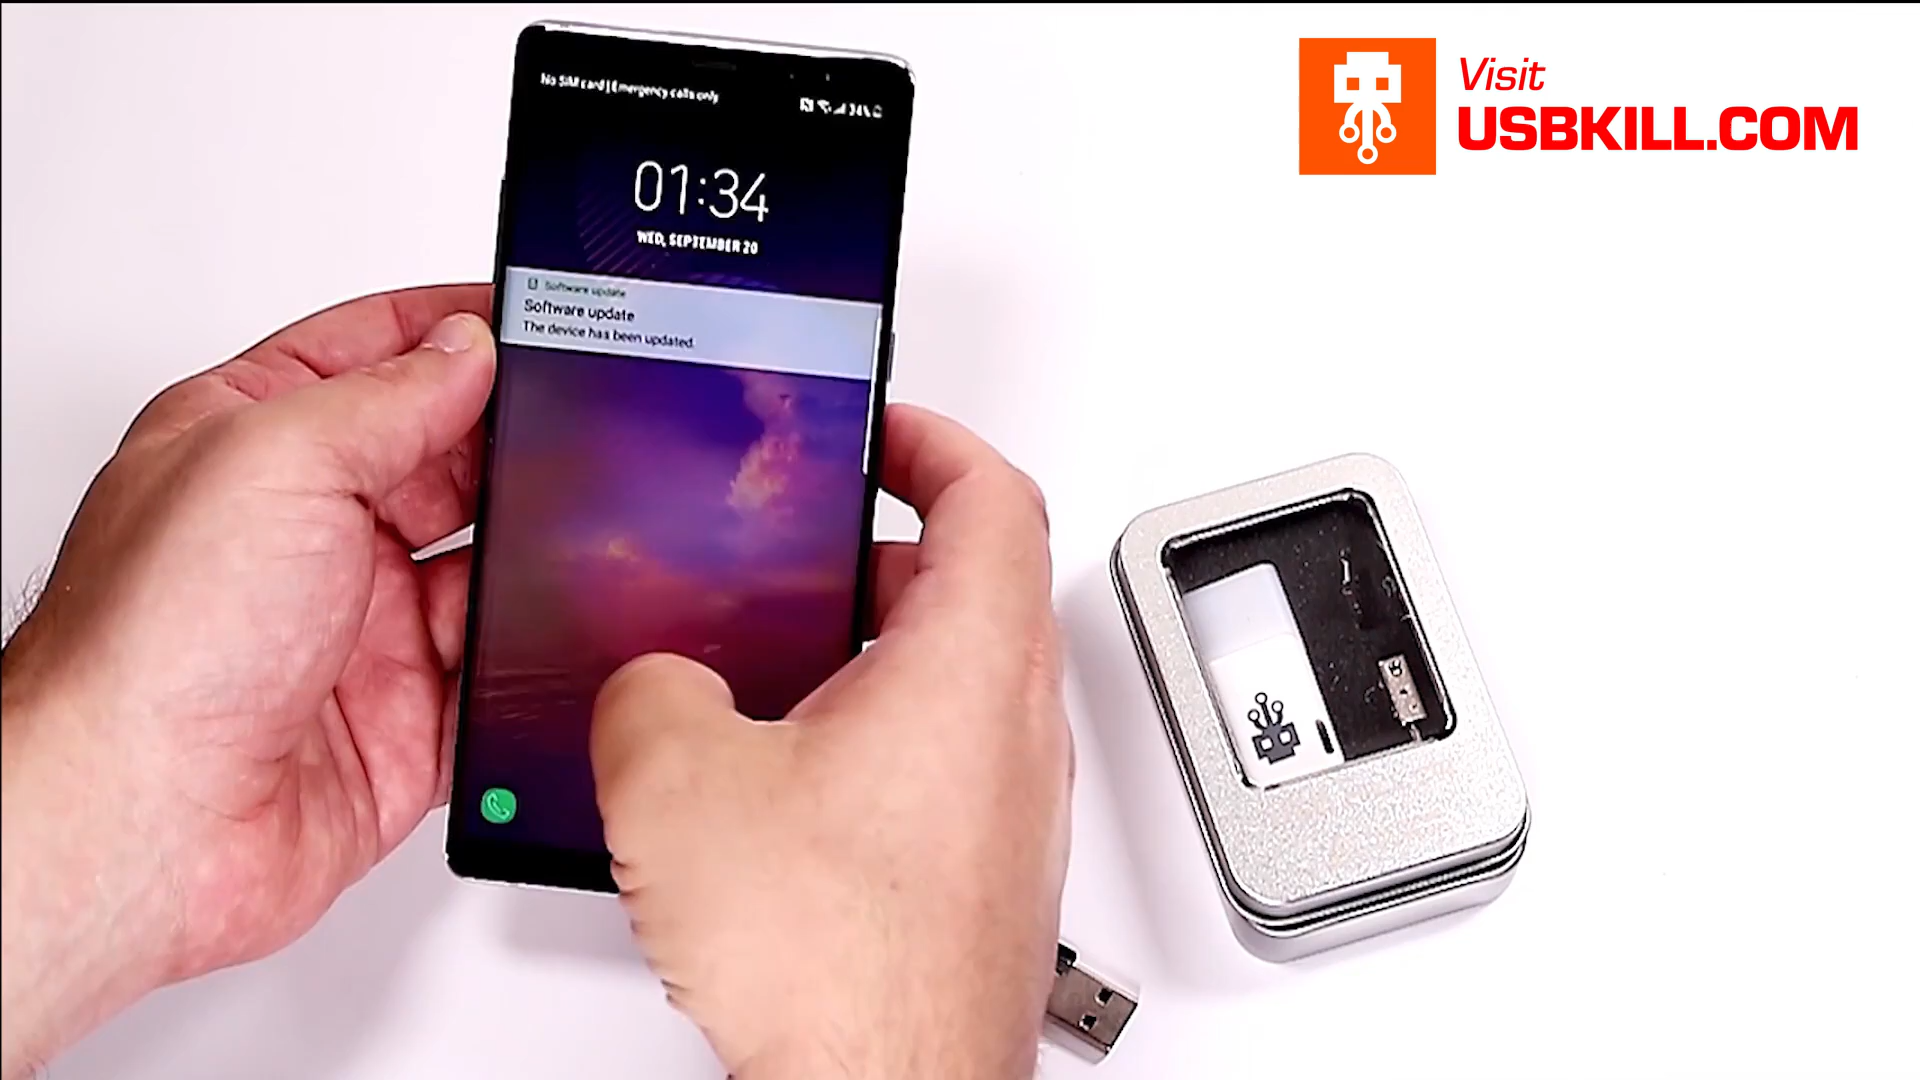 No SIM card | Emergency calls only
34%
01:34
WED, SEPTEMBER 20
Software update
Software update
The device has been updated.
Visit
USBKILL.COM